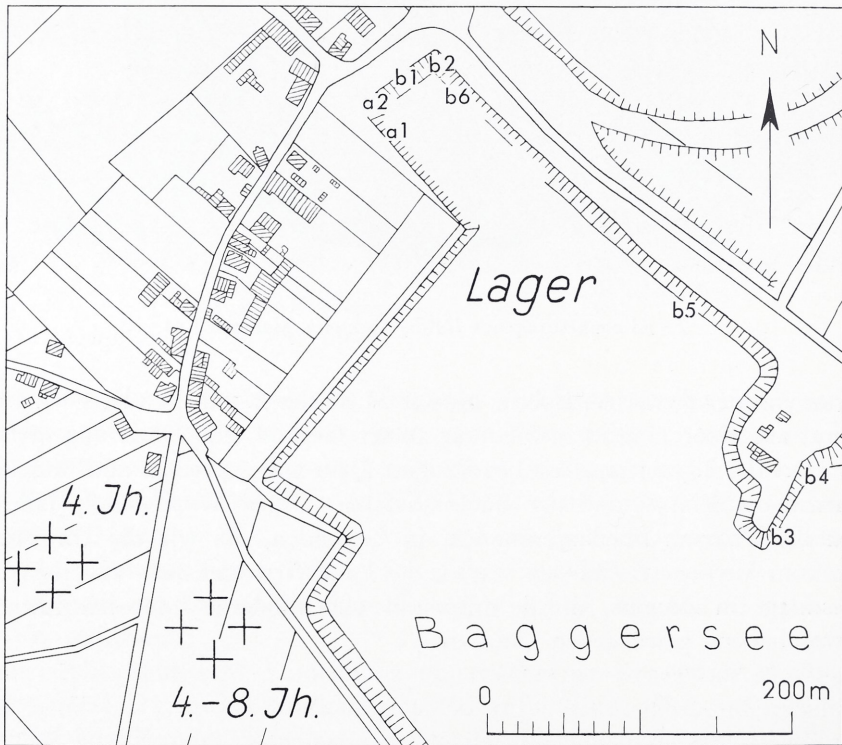 N
b1 b2
a2 b6
a1
Lager
b5
b4
4. Jh.
b3
Baggersee
4.-8. Jh.
0 200m